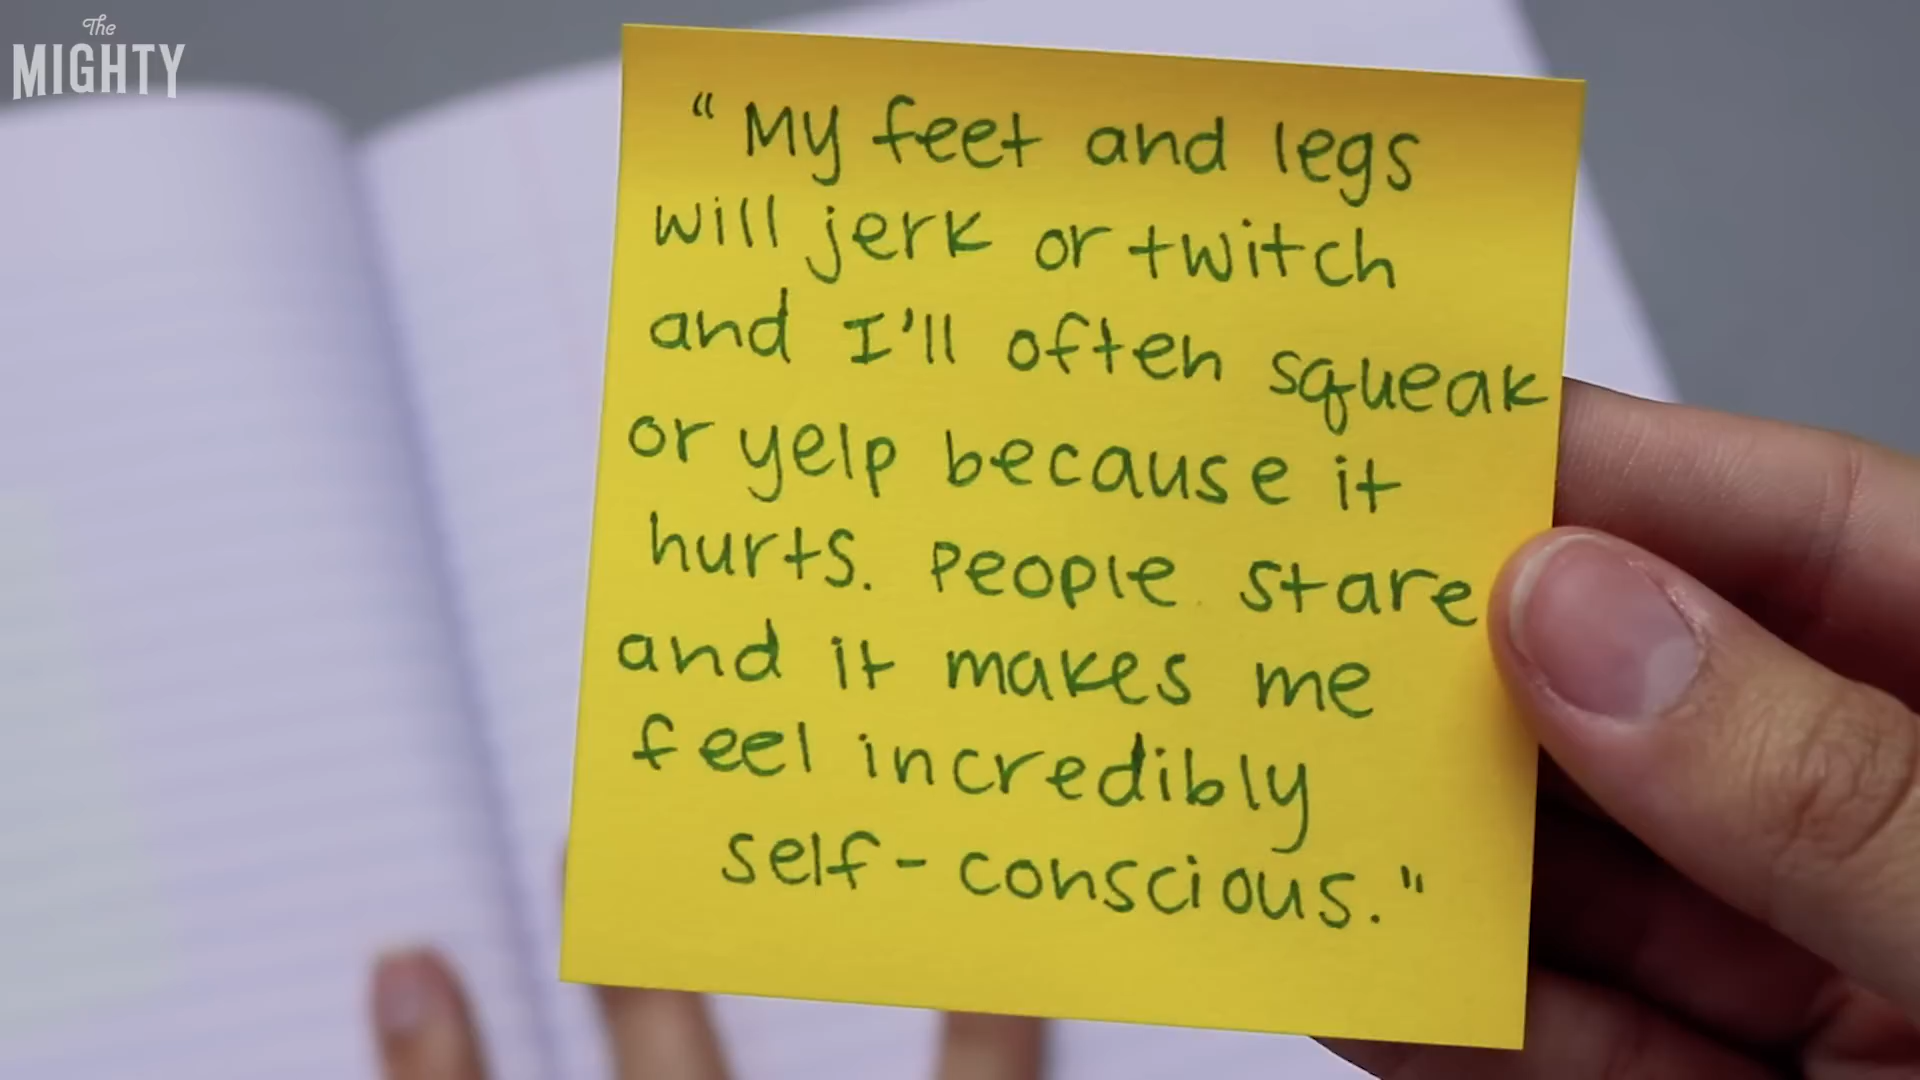 The
MIGHTY
“My feet and legs
will jerk or twitch
and I'll often squeak
or yelp because it
hurts. People stare
and it makes me
feel incredibly
self-conscious."